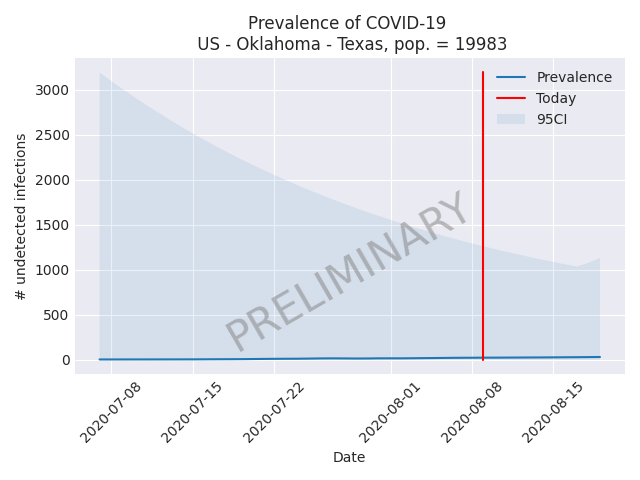 Prevalence of COVID-19
US - Oklahoma - Texas, pop. = 19983
# undetected infections
3000
2500
2000
1500
1000
500
0
Prevalence
Today
95CI
PRELIMINARY
2020-07-08
2020-07-15
2020-07-22
2020-08-01
2020-08-08
2020-08-15
Date